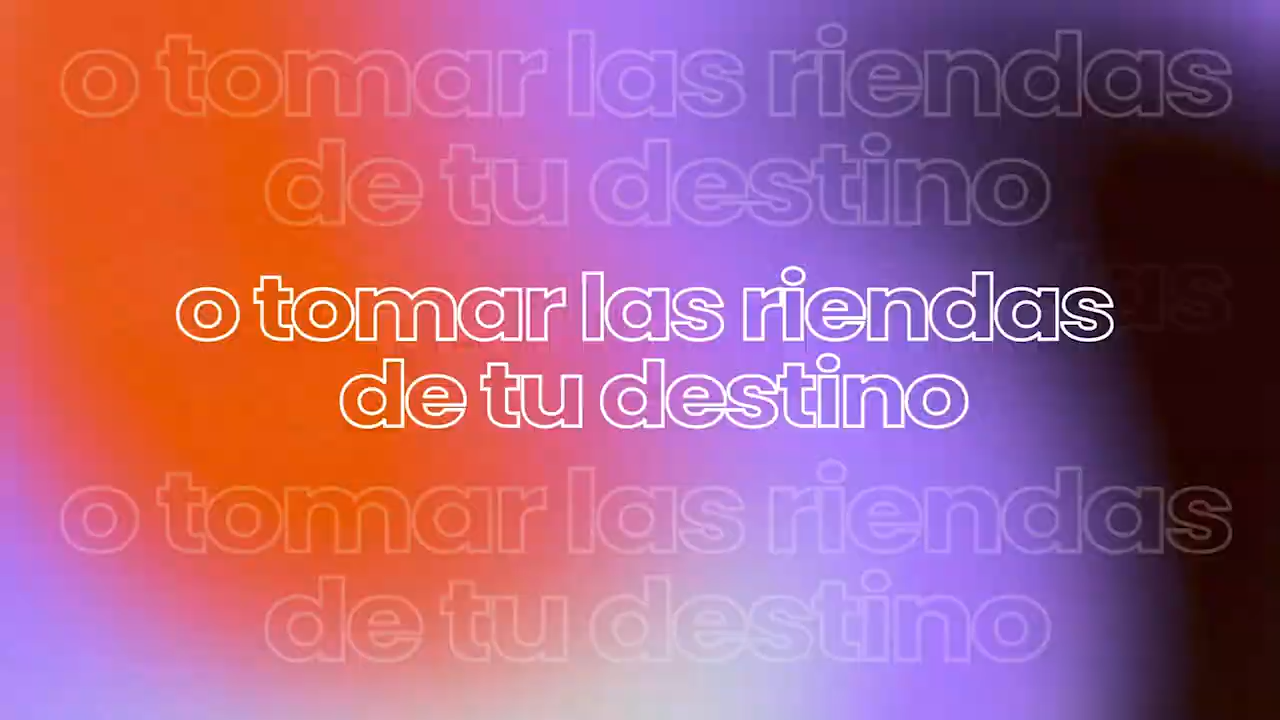 o tomar las riendas
de tu destino
o tomar las riendas
de tu destino
o tomar las riendas
de tu destino